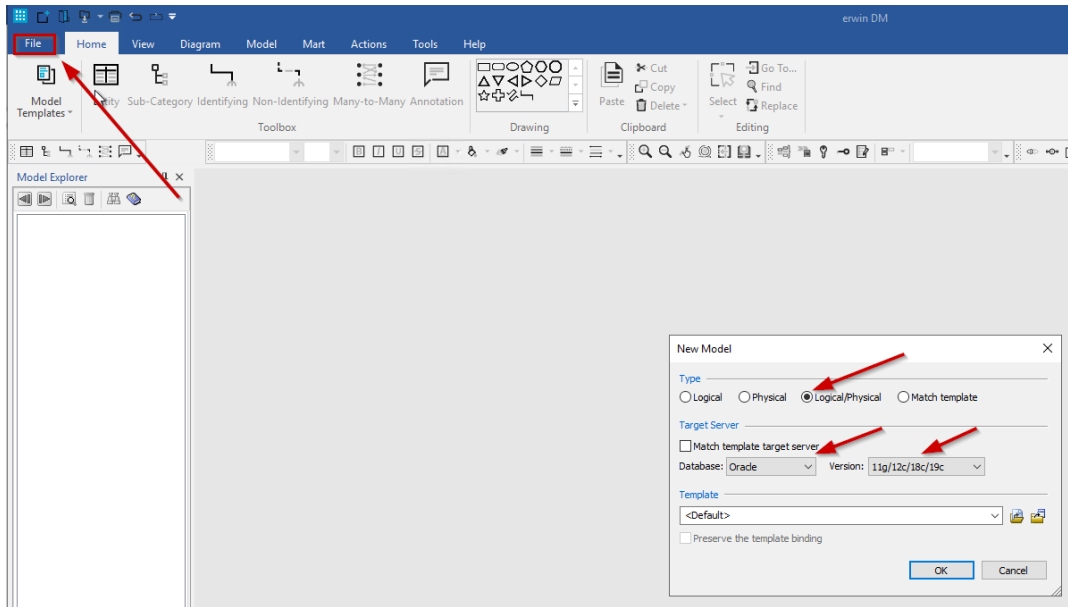 erwin DM
File Home View Diagram Model Mart Actions Tools Help
Model Templates
Entity Sub-Category Identifying Non-Identifying Many-to-Many Annotation
Toolbox
Drawing
Paste
Cut
Copy
Delete
Clipboard
Select
Go To...
Find
Replace
Editing
B I U S A
Model Explorer
New Model
Type
Logical Physical Logical/Physical Match template
Target Server
Match template target server
Database: Oracle Version: 11g/12c/18c/19c
Template
<Default>
Preserve the template binding
OK Cancel